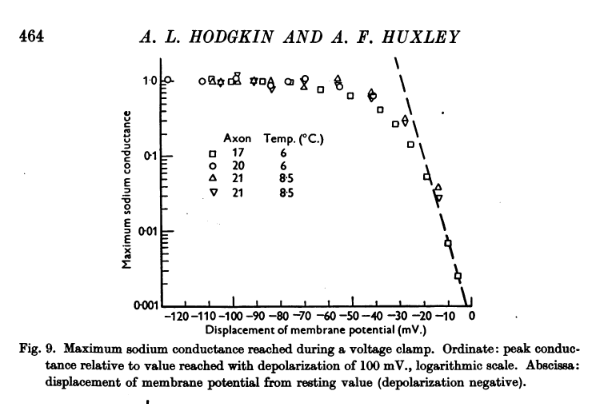 464
A. L. HODGKIN AND A. F. HUXLEY
1·0
0·1
0·01
0·001
Maximum sodium conductance
Axon Temp. (°C.)
17 6
20 6
21 8·5
21 8·5
−120 −110 −100 −90 −80 −70 −60 −50 −40 −30 −20 −10 0
Displacement of membrane potential (mV.)
Fig. 9. Maximum sodium conductance reached during a voltage clamp. Ordinate: peak conduc-
tance relative to value reached with depolarization of 100 mV., logarithmic scale. Abscissa:
displacement of membrane potential from resting value (depolarization negative).